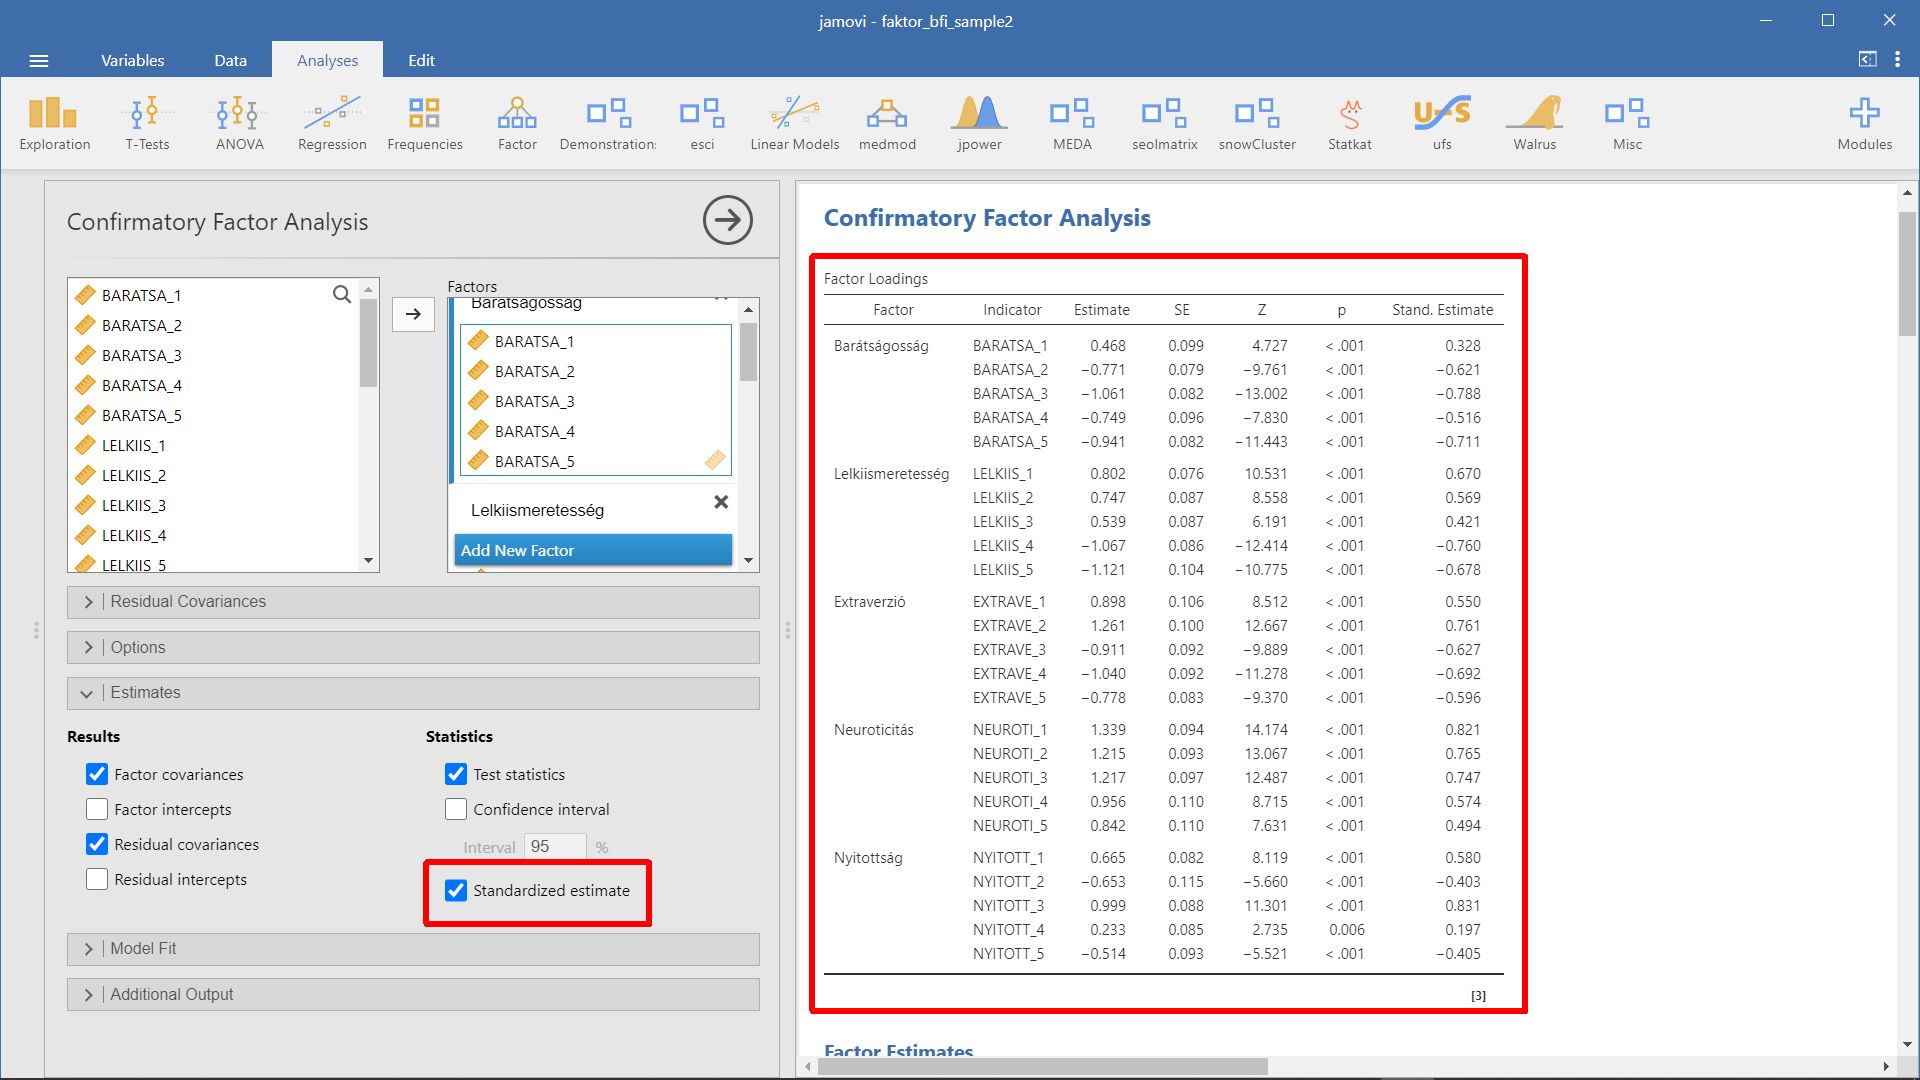 jamovi - faktor_bfi_sample2
Variables Data Analyses Edit
Exploration T-Tests ANOVA Regression Frequencies Factor Demonstrations esci Linear Models medmod jpower MEDA seolmatrix snowCluster Statkat ufs Walrus Misc Modules
Confirmatory Factor Analysis
BARATSA_1
BARATSA_2
BARATSA_3
BARATSA_4
BARATSA_5
LELKIIS_1
LELKIIS_2
LELKIIS_3
LELKIIS_4
LELKIIS_5
Factors
Barátságosság
BARATSA_1
BARATSA_2
BARATSA_3
BARATSA_4
BARATSA_5
Lelkiismeretesség
Add New Factor
Residual Covariances
Options
Estimates
Results
Factor covariances
Factor intercepts
Residual covariances
Residual intercepts
Statistics
Test statistics
Confidence interval
Interval 95 %
Standardized estimate
Model Fit
Additional Output
Confirmatory Factor Analysis
Factor Loadings
Factor Indicator Estimate SE Z p Stand. Estimate
Barátságosság BARATSA_1 0.468 0.099 4.727 < .001 0.328
BARATSA_2 −0.771 0.079 −9.761 < .001 −0.621
BARATSA_3 −1.061 0.082 −13.002 < .001 −0.788
BARATSA_4 −0.749 0.096 −7.830 < .001 −0.516
BARATSA_5 −0.941 0.082 −11.443 < .001 −0.711
Lelkiismeretesség LELKIIS_1 0.802 0.076 10.531 < .001 0.670
LELKIIS_2 0.747 0.087 8.558 < .001 0.569
LELKIIS_3 0.539 0.087 6.191 < .001 0.421
LELKIIS_4 −1.067 0.086 −12.414 < .001 −0.760
LELKIIS_5 −1.121 0.104 −10.775 < .001 −0.678
Extraverzió EXTRAVE_1 0.898 0.106 8.512 < .001 0.550
EXTRAVE_2 1.261 0.100 12.667 < .001 0.761
EXTRAVE_3 −0.911 0.092 −9.889 < .001 −0.627
EXTRAVE_4 −1.040 0.092 −11.278 < .001 −0.692
EXTRAVE_5 −0.778 0.083 −9.370 < .001 −0.596
Neuroticitás NEUROTI_1 1.339 0.094 14.174 < .001 0.821
NEUROTI_2 1.215 0.093 13.067 < .001 0.765
NEUROTI_3 1.217 0.097 12.487 < .001 0.747
NEUROTI_4 0.956 0.110 8.715 < .001 0.574
NEUROTI_5 0.842 0.110 7.631 < .001 0.494
Nyitottság NYITOTT_1 0.665 0.082 8.119 < .001 0.580
NYITOTT_2 −0.653 0.115 −5.660 < .001 −0.403
NYITOTT_3 0.999 0.088 11.301 < .001 0.831
NYITOTT_4 0.233 0.085 2.735 0.006 0.197
NYITOTT_5 −0.514 0.093 −5.521 < .001 −0.405
[3]
Factor Estimates